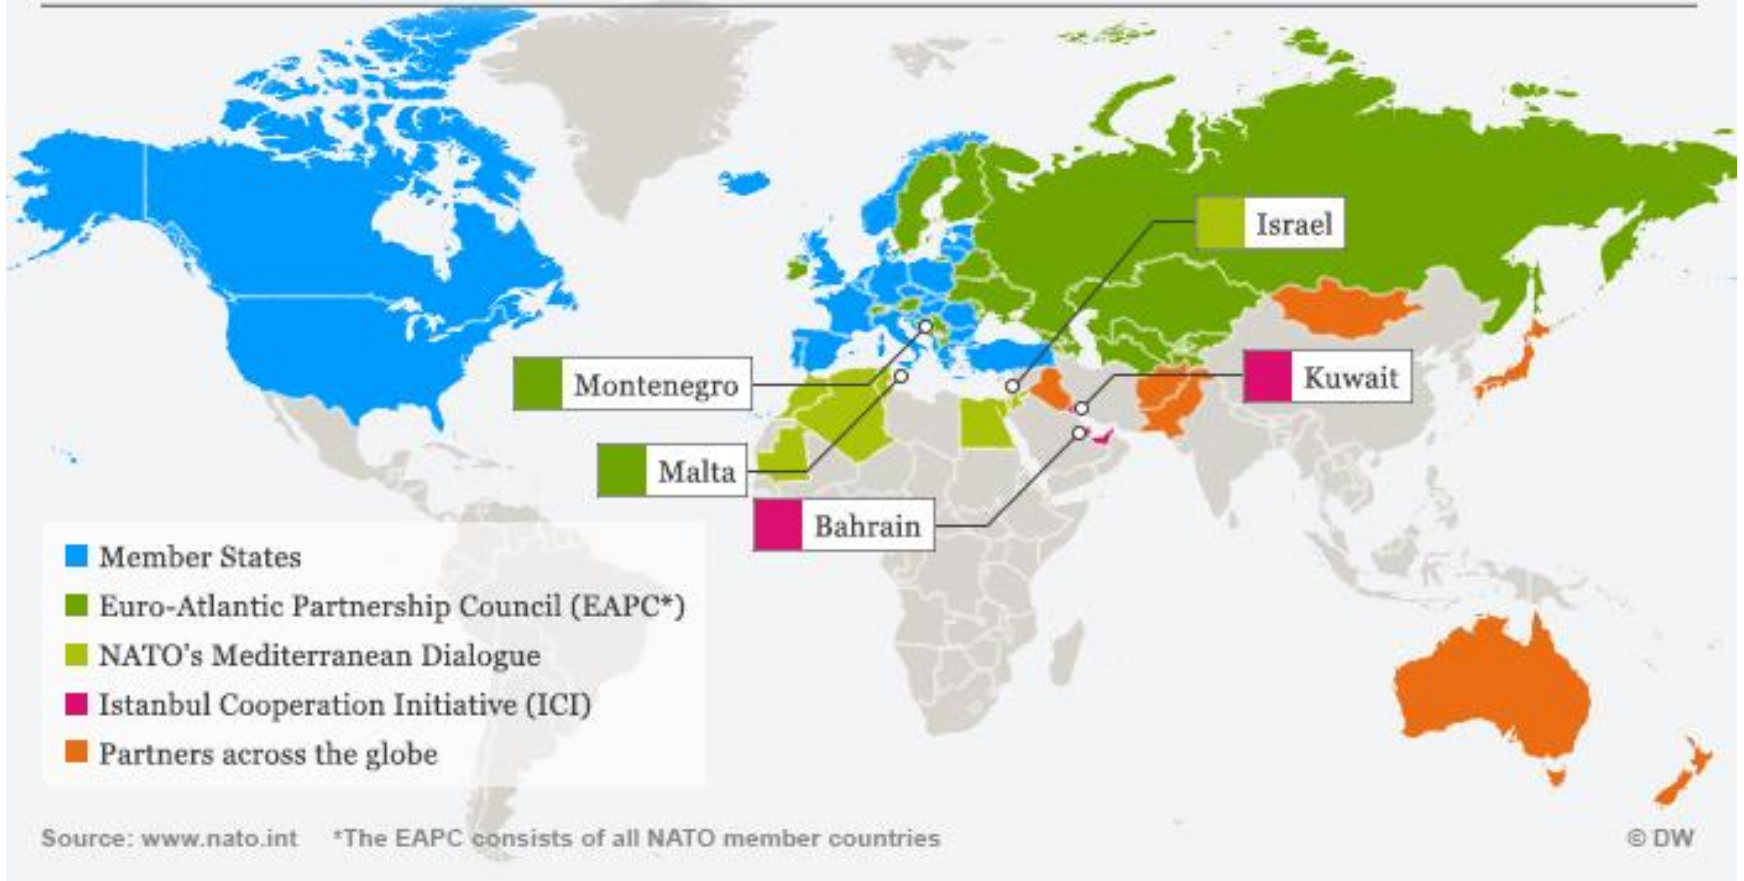 Israel
Kuwait
Montenegro
Malta
Bahrain
Member States
Euro-Atlantic Partnership Council (EAPC*)
NATO's Mediterranean Dialogue
Istanbul Cooperation Initiative (ICI)
Partners across the globe
Source: www.nato.int *The EAPC consists of all NATO member countries © DW